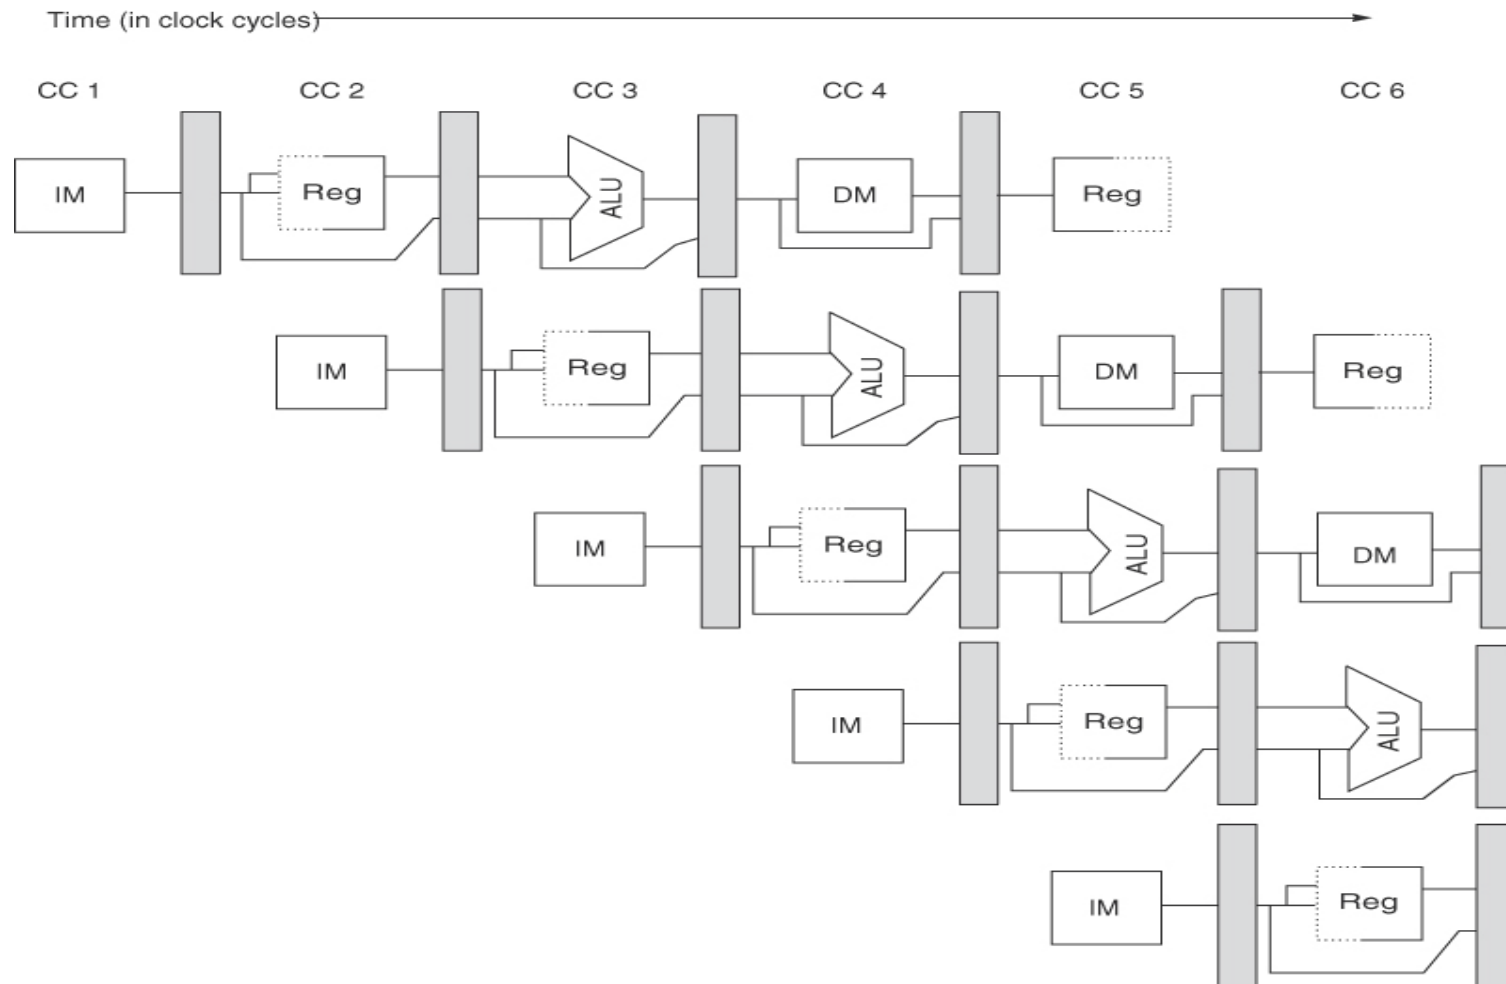 Time (in clock cycles)
CC 1 CC 2 CC 3 CC 4 CC 5 CC 6
IM Reg ALU DM Reg
IM Reg ALU DM Reg
IM Reg ALU DM
IM Reg ALU
IM Reg